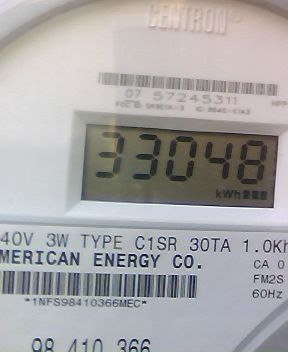 CENTRON®
07 57245311
33048
kWh
40V 3W TYPE C1SR 30TA 1.0Kh
MERICAN ENERGY CO.
CA 0
FM2S
60Hz
*1NFS98410366MEC*
98 410 366